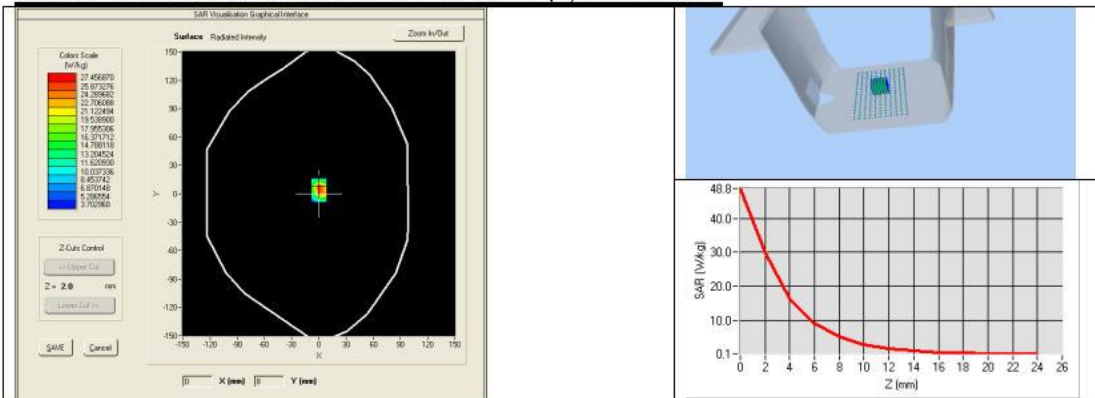 SAR Visualisation Graphical Interface
Surface Radiated Intensity
Zoom In/Out
Colors Scale
(W/kg)
27.456870
25.873276
24.289682
22.706088
21.122494
19.538900
17.955306
16.371712
14.788118
13.204524
11.620930
10.037336
8.453742
6.870148
5.286554
3.702960
Z-Cuts Control
<< Upper Cut
Z = 2.0 mm
Lower Cut >>
SAVE Cancel
150
120
90
60
30
0
-30
-60
-90
-120
-150
Y
-150 -120 -90 -60 -30 0 30 60 90 120 150
X
0 X (mm) 0 Y (mm)
48.8
40.0
30.0
20.0
10.0
0.1
SAR (W/kg)
0 2 4 6 8 10 12 14 16 18 20 22 24 26
Z (mm)